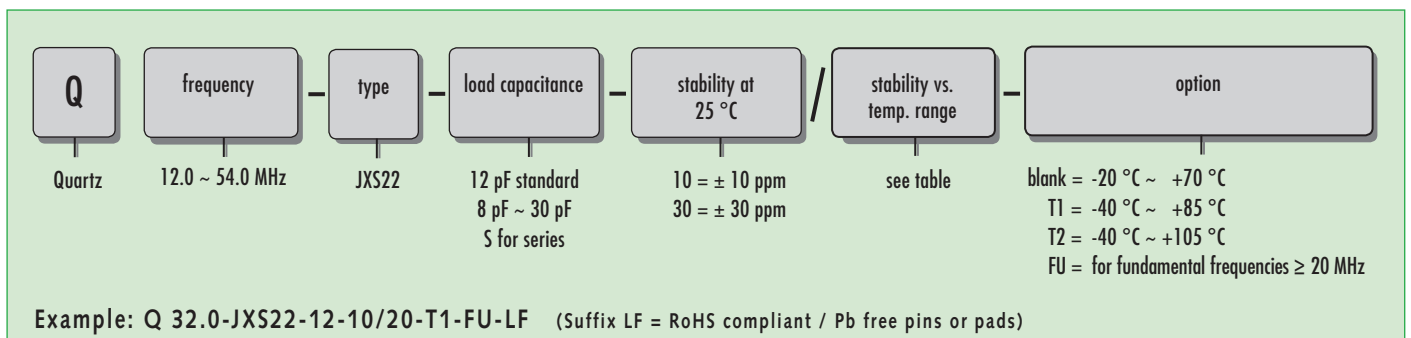 Q
frequency
–
type
–
load capacitance
–
stability at
25 °C
/
stability vs.
temp. range
–
option
Quartz
12.0 ~ 54.0 MHz
JXS22
12 pF standard
8 pF ~ 30 pF
S for series
10 = ± 10 ppm
30 = ± 30 ppm
see table
blank = -20 °C ~ +70 °C
T1 = -40 °C ~ +85 °C
T2 = -40 °C ~ +105 °C
FU = for fundamental frequencies ≥ 20 MHz
Example: Q 32.0-JXS22-12-10/20-T1-FU-LF (Suffix LF = RoHS compliant / Pb free pins or pads)